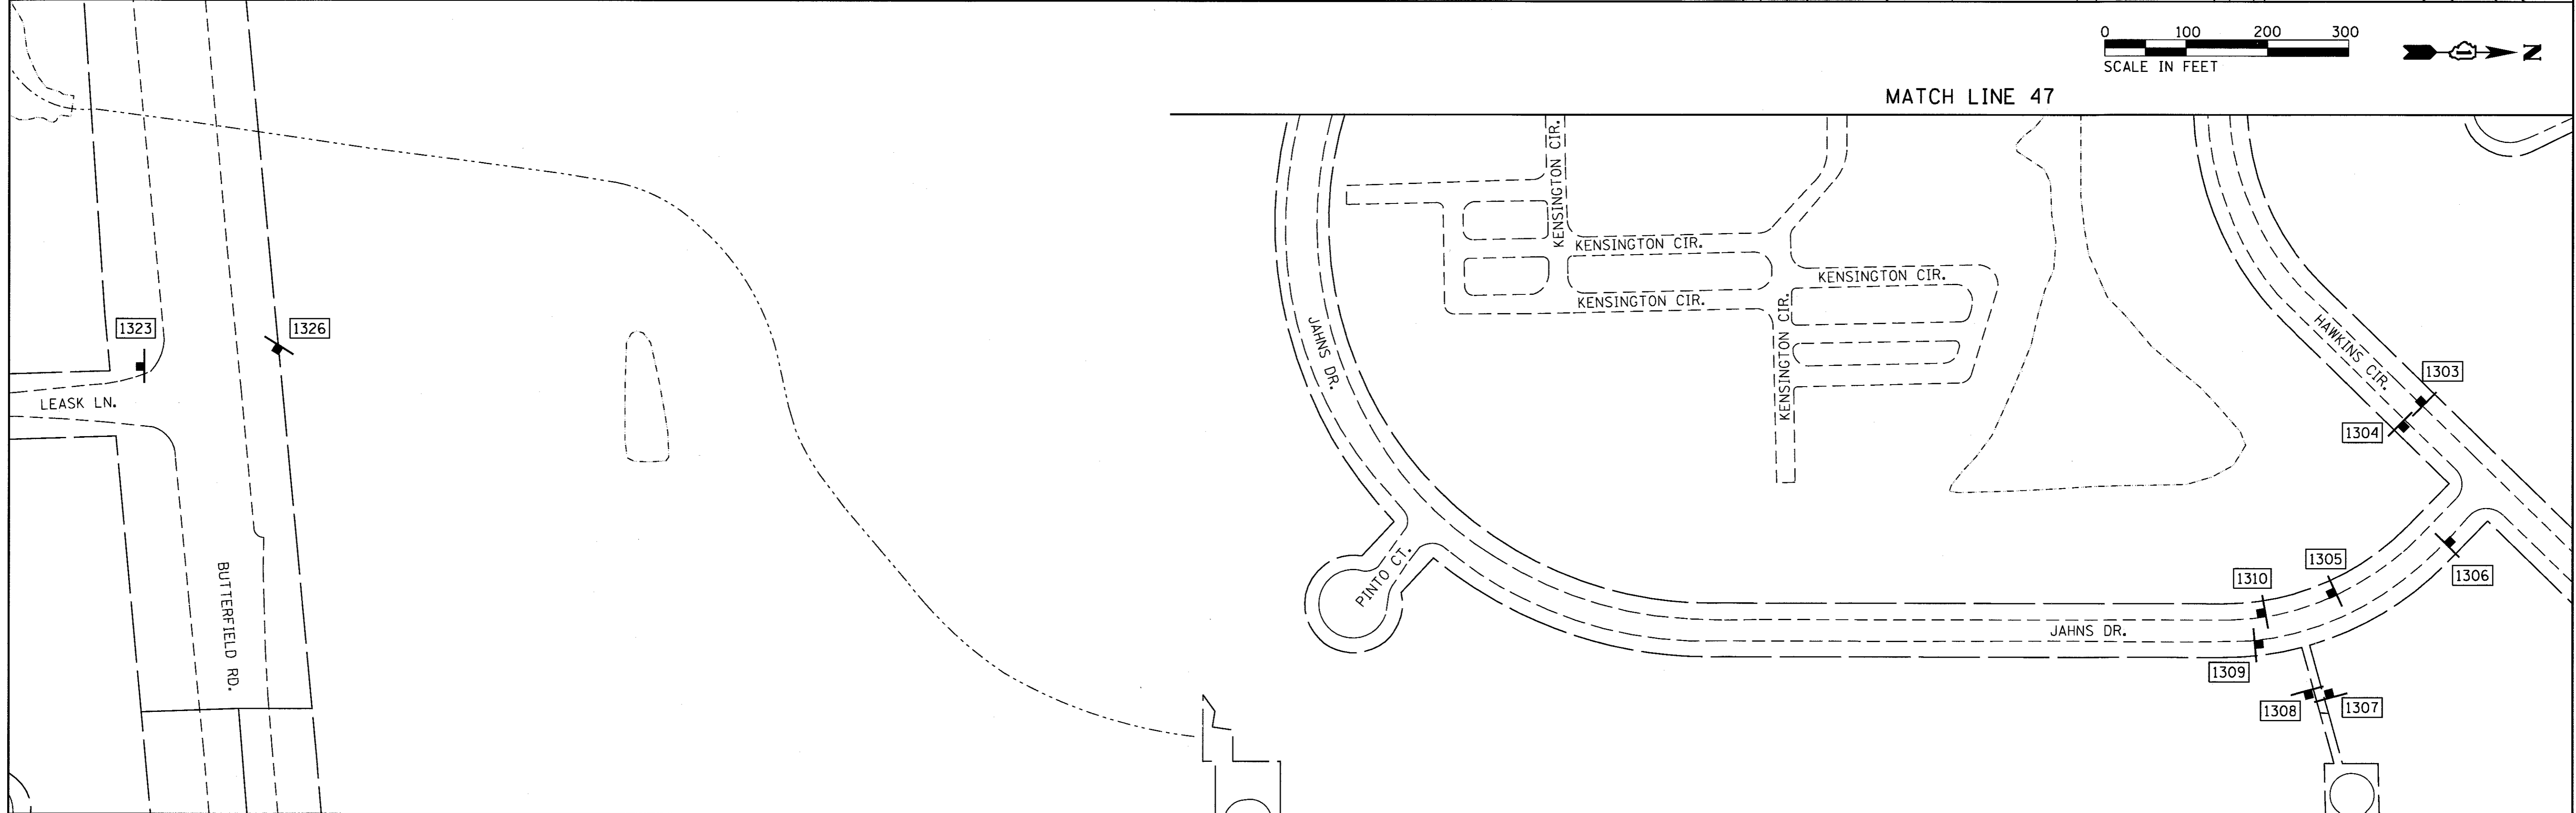 0 100 200 300
SCALE IN FEET
N
MATCH LINE 47
KENSINGTON CIR.
KENSINGTON CIR.
KENSINGTON CIR.
KENSINGTON CIR.
KENSINGTON CIR.
JAHNS DR.
HAWKINS CIR.
1323
1326
LEASK LN.
1303
1304
BUTTERFIELD RD.
PINTO CT.
1305
1306
1310
JAHNS DR.
1309
1308
1307